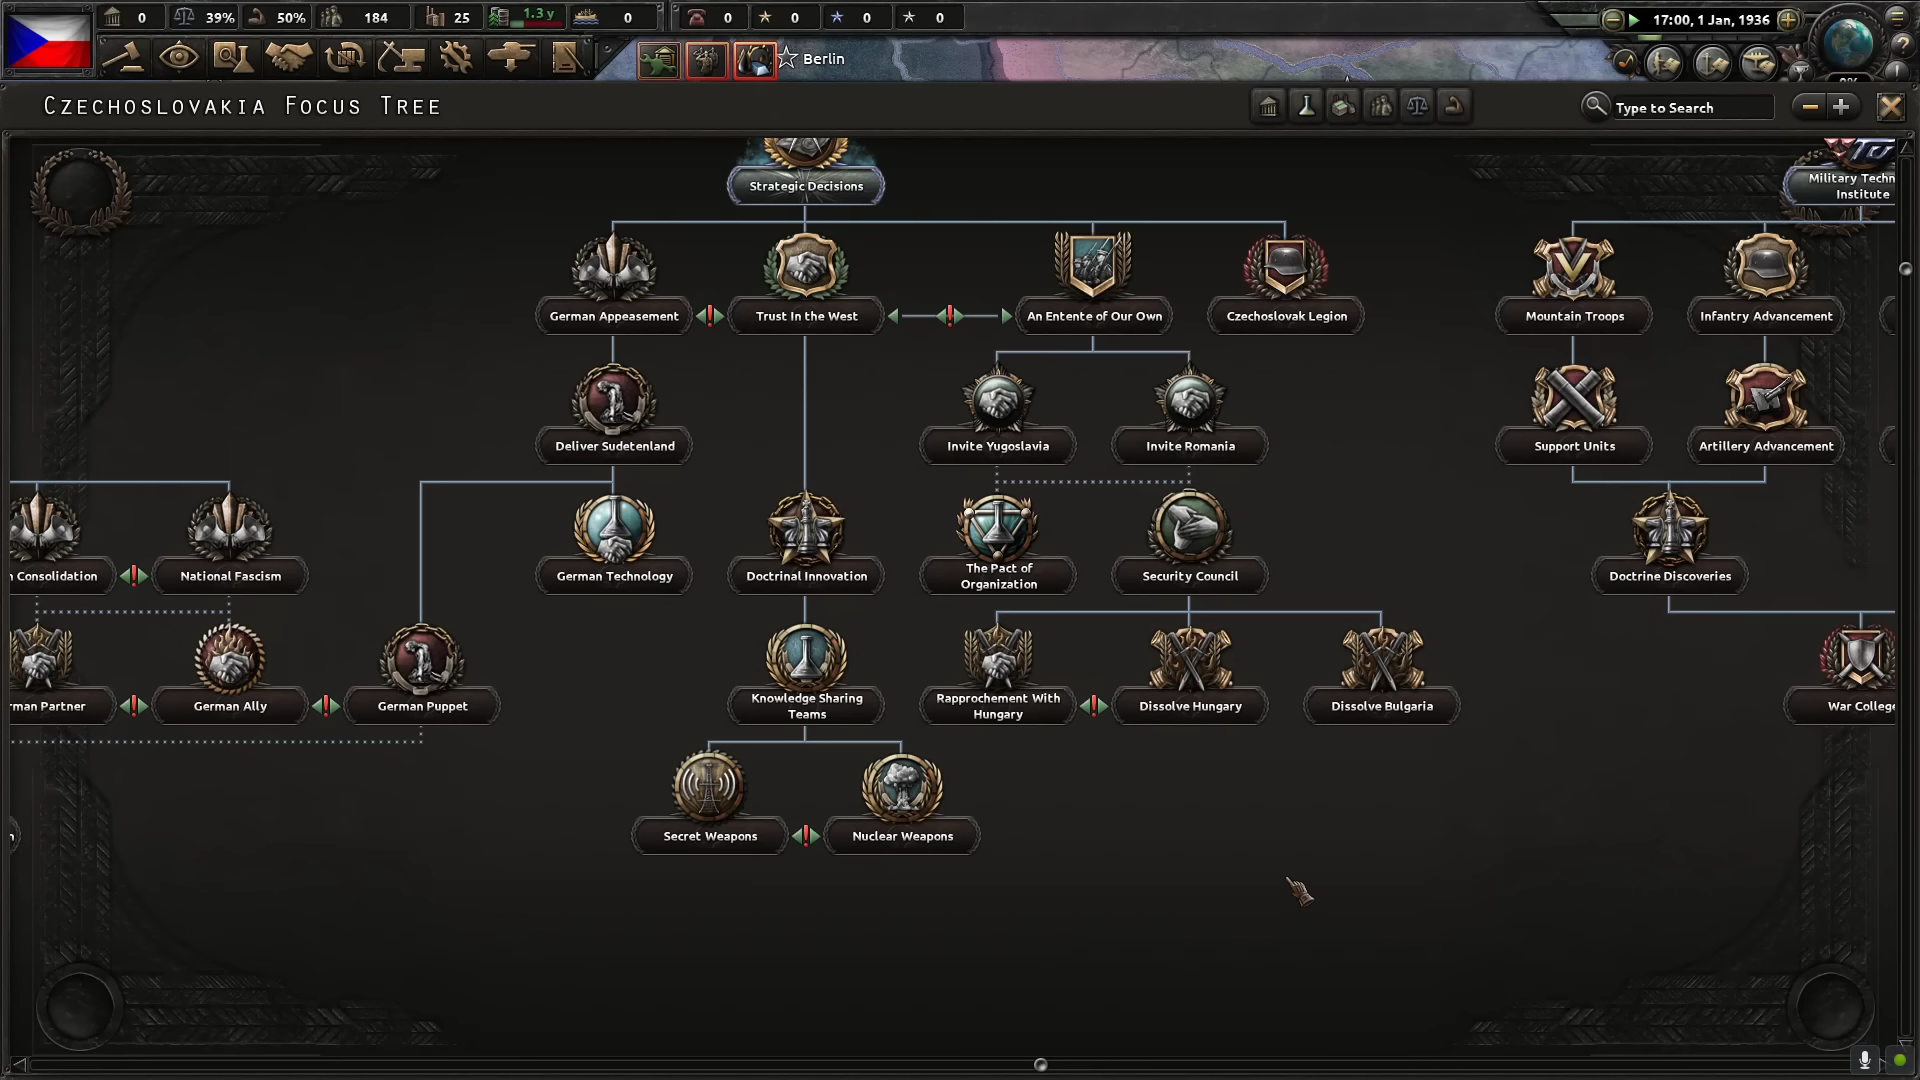 0 39% 50% 184 25 1.3 y 0 0 0 0 0 17:00, 1 Jan, 1936
Berlin
Czechoslovakia Focus Tree
Type to Search
Strategic Decisions
Military Techn
Institute
German Appeasement
Trust In the West
An Entente of Our Own
Czechoslovak Legion
Mountain Troops
Infantry Advancement
Deliver Sudetenland
Invite Yugoslavia
Invite Romania
Support Units
Artillery Advancement
n Consolidation
National Fascism
German Technology
Doctrinal Innovation
The Pact of
Organization
Security Council
Doctrine Discoveries
rman Partner
German Ally
German Puppet
Knowledge Sharing
Teams
Rapprochement With
Hungary
Dissolve Hungary
Dissolve Bulgaria
War College
Secret Weapons
Nuclear Weapons